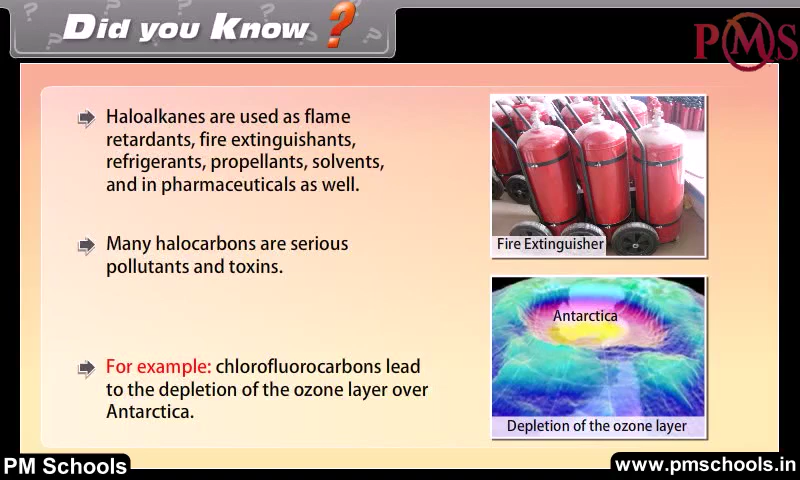 Did you Know ?
PMS
Haloalkanes are used as flame
retardants, fire extinguishants,
refrigerants, propellants, solvents,
and in pharmaceuticals as well.
Fire Extinguisher
Many halocarbons are serious
pollutants and toxins.
Antarctica
For example: chlorofluorocarbons lead
to the depletion of the ozone layer over
Antarctica.
Depletion of the ozone layer
PM Schools
www.pmschools.in